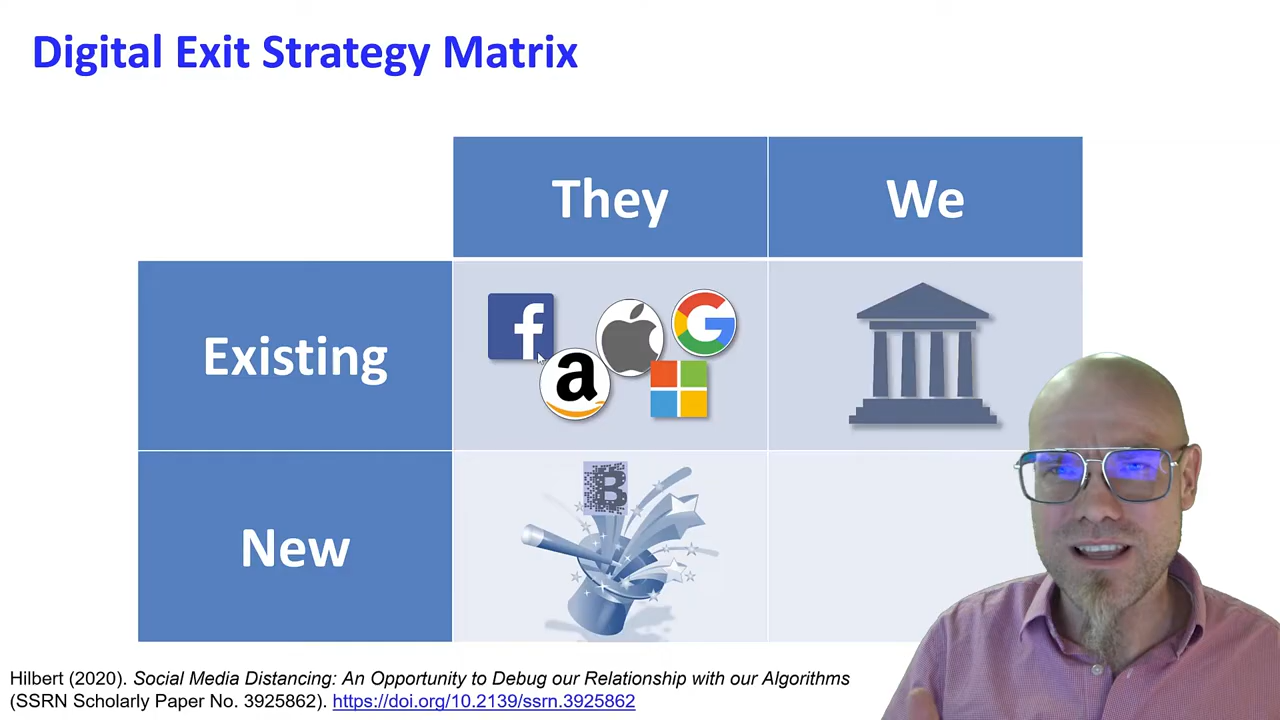 Digital Exit Strategy Matrix
They
We
Existing
New
Hilbert (2020). Social Media Distancing: An Opportunity to Debug our Relationship with our Algorithms
(SSRN Scholarly Paper No. 3925862). https://doi.org/10.2139/ssrn.3925862